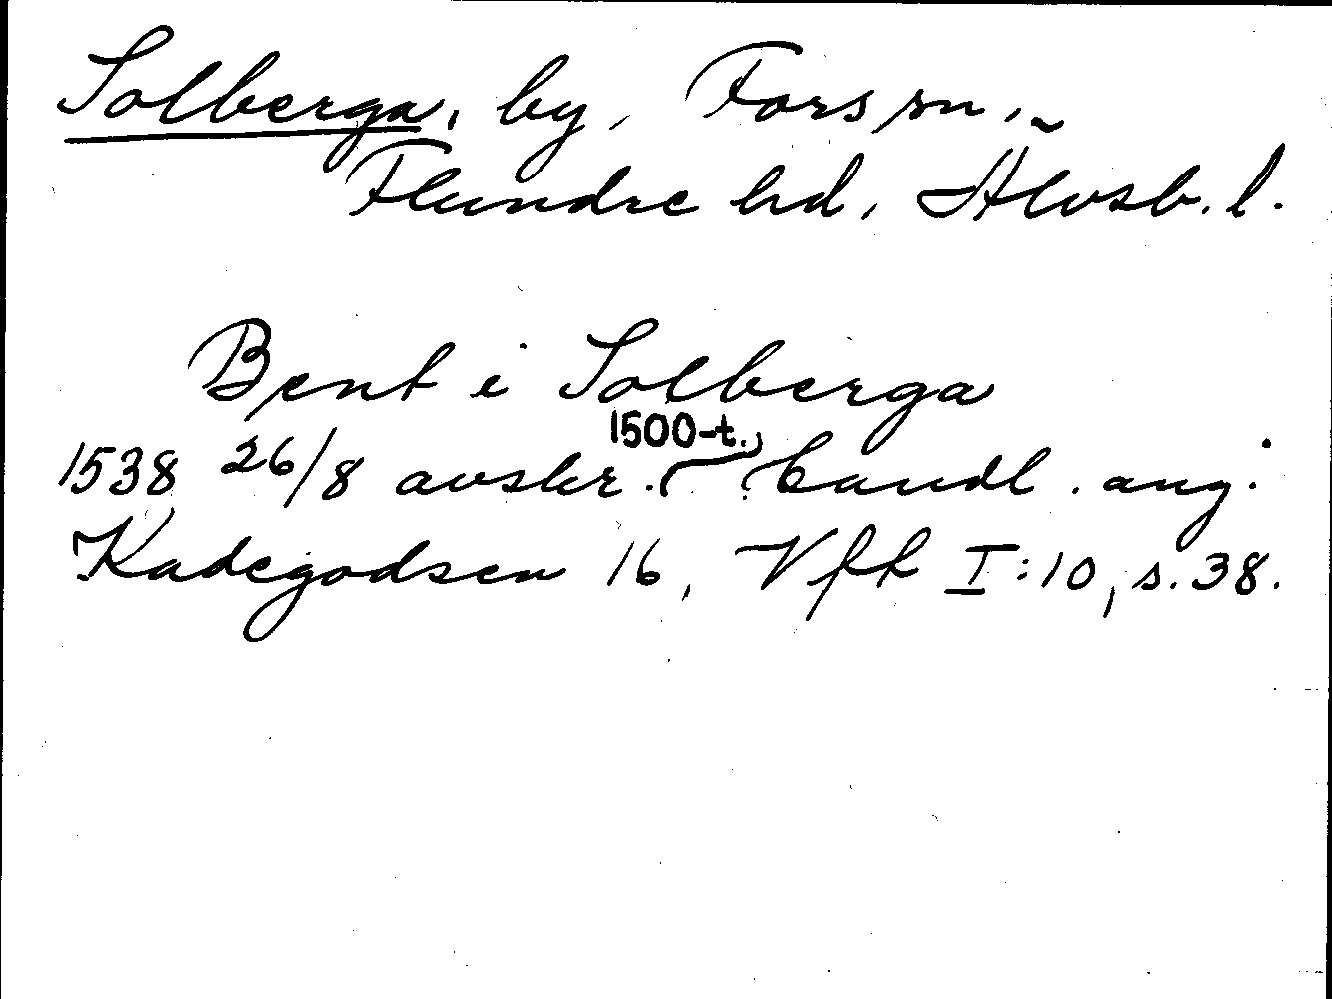 Solberga, by, Fors sn.,
Flundre hd, Älvsb. l.
Bent i Solberga
1538 26/8 avskr. 1500-t., handl. ang.
Kadegodsen 16, Vfh I:10, s. 38.